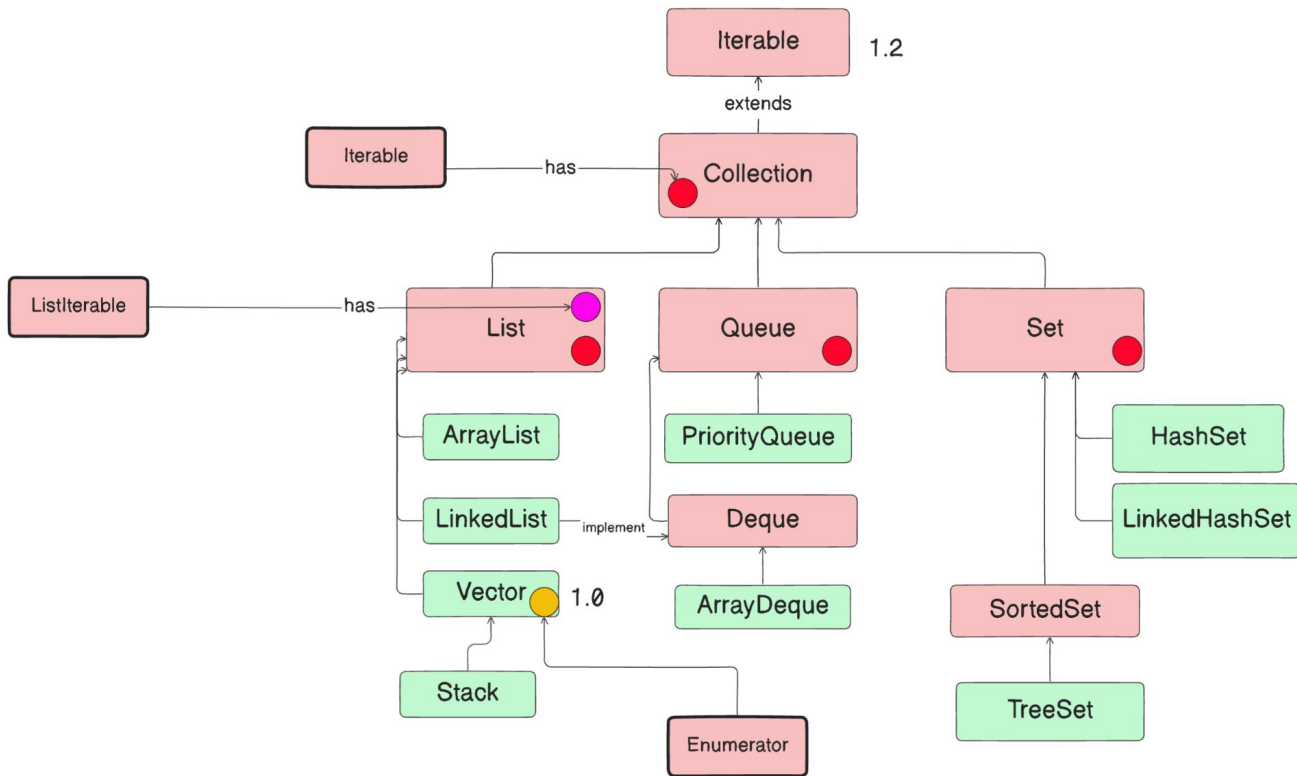 Iterable
1.2
extends
Iterable
has
Collection
ListIterable
has
List
Queue
Set
ArrayList
PriorityQueue
HashSet
LinkedList
implement
Deque
LinkedHashSet
Vector
1.0
ArrayDeque
SortedSet
Stack
TreeSet
Enumerator